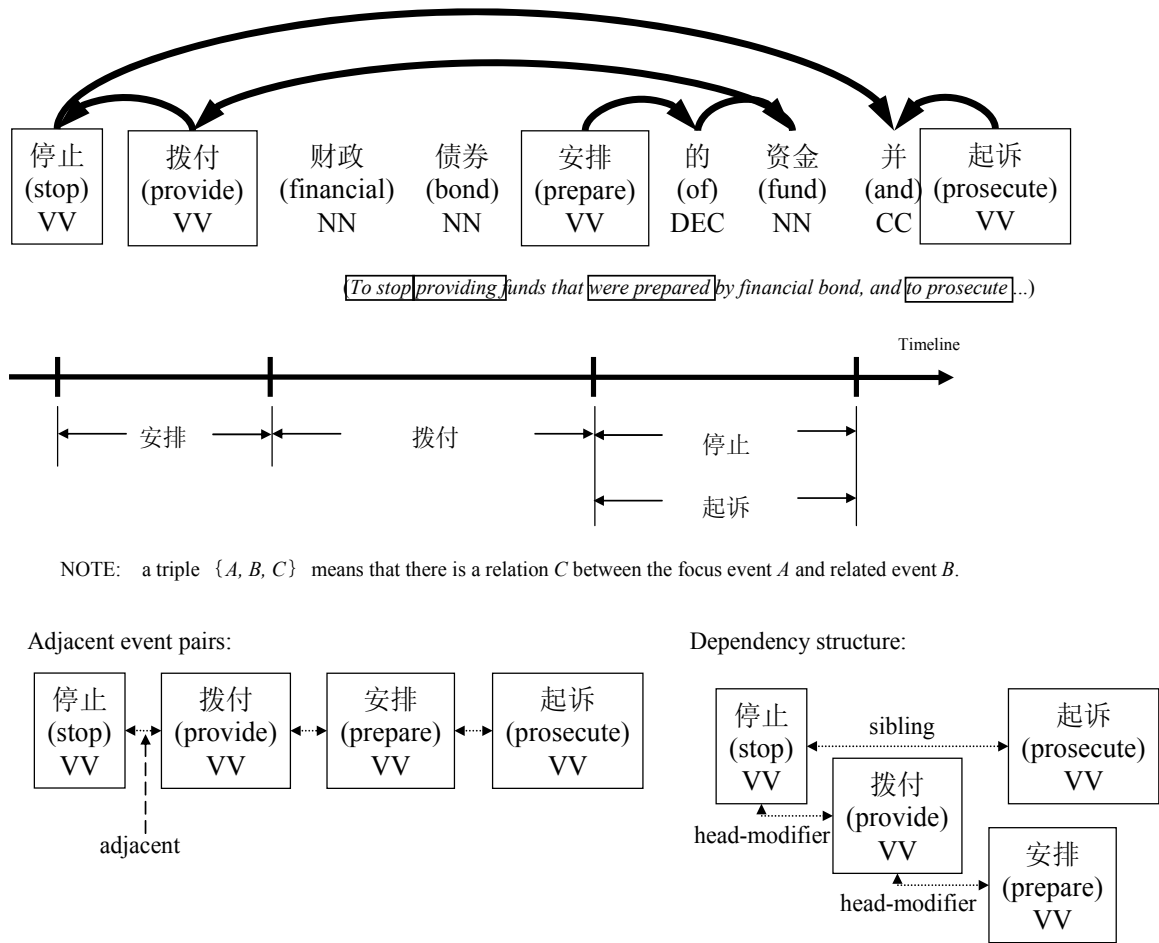 停止
(stop)
VV
拨付
(provide)
VV
财政
(financial)
NN
债券
(bond)
NN
安排
(prepare)
VV
的
(of)
DEC
资金
(fund)
NN
并
(and)
CC
起诉
(prosecute)
VV
(To stop providing funds that were prepared by financial bond, and to prosecute ...)
Timeline
安排
拨付
停止
起诉
NOTE: a triple {A, B, C} means that there is a relation C between the focus event A and related event B.
Adjacent event pairs:
停止
(stop)
VV
拨付
(provide)
VV
安排
(prepare)
VV
起诉
(prosecute)
VV
adjacent
Dependency structure:
停止
(stop)
VV
sibling
起诉
(prosecute)
VV
head-modifier
拨付
(provide)
VV
head-modifier
安排
(prepare)
VV